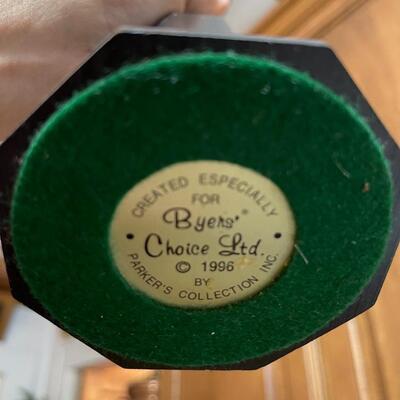 CREATED ESPECIALLY
FOR
Byers'®
Choice Ltd.
© 1996
BY
PARKER'S COLLECTION INC.